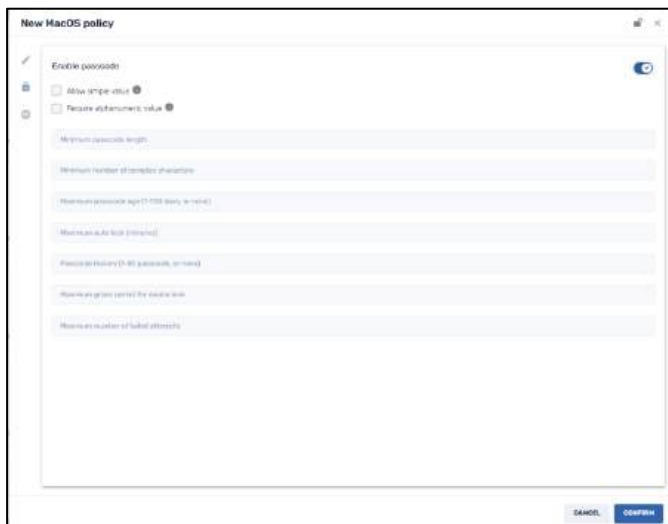 New MacOS policy
Enable passcode
Allow simple value
Require alphanumeric value
Minimum passcode length
Minimum number of complex characters
Maximum passcode age (1-730 days, or none)
Maximum auto lock (minutes)
Passcode history (1-50 passcode, or none)
Maximum grace period for device lock
Maximum number of failed attempts
CANCEL
CONFIRM